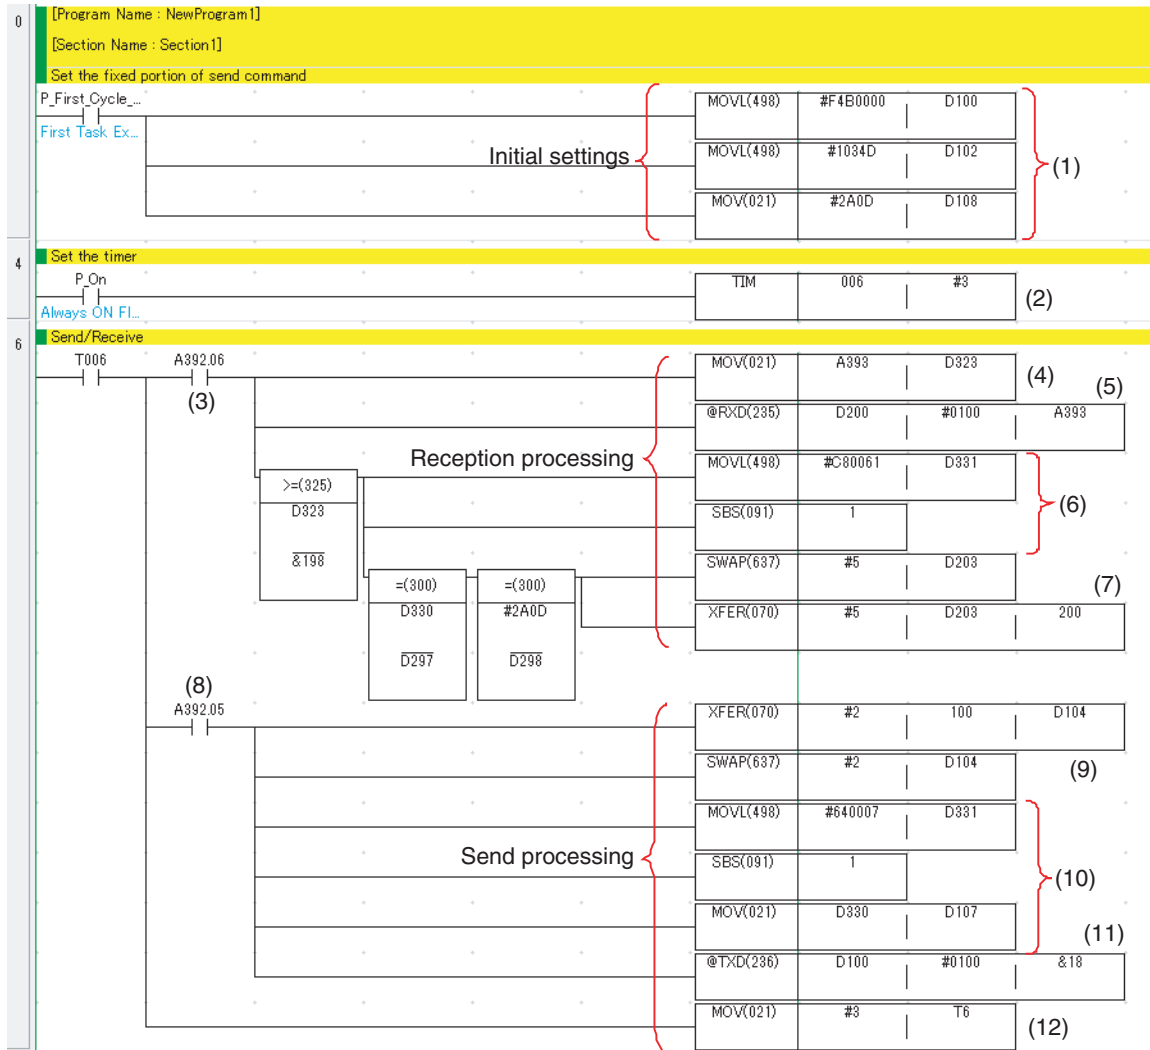 0
[Program Name : NewProgram1]
[Section Name : Section1]
Set the fixed portion of send command
P_First_Cycle_...
First Task Ex...
Initial settings
MOVL(498) #F4B0000 D100
MOVL(498) #1034D D102
MOV(021) #2A0D D108
(1)
4
Set the timer
P_On
Always ON Fl...
TIM 006 #3
(2)
6
Send/Receive
T006 A392.06
(3)
MOV(021) A393 D323
(4)
(5)
@RXD(235) D200 #0100 A393
Reception processing
MOVL(498) #C80061 D331
>=(325)
D323
&198
SBS(091) 1
(6)
SWAP(637) #5 D203
(7)
=(300)
D330
D297
=(300)
#2A0D
D298
XFER(070) #5 D203 200
(8)
A392.05
XFER(070) #2 100 D104
SWAP(637) #2 D104
(9)
MOVL(498) #640007 D331
Send processing
SBS(091) 1
(10)
MOV(021) D330 D107
(11)
@TXD(236) D100 #0100 &18
MOV(021) #3 T6
(12)